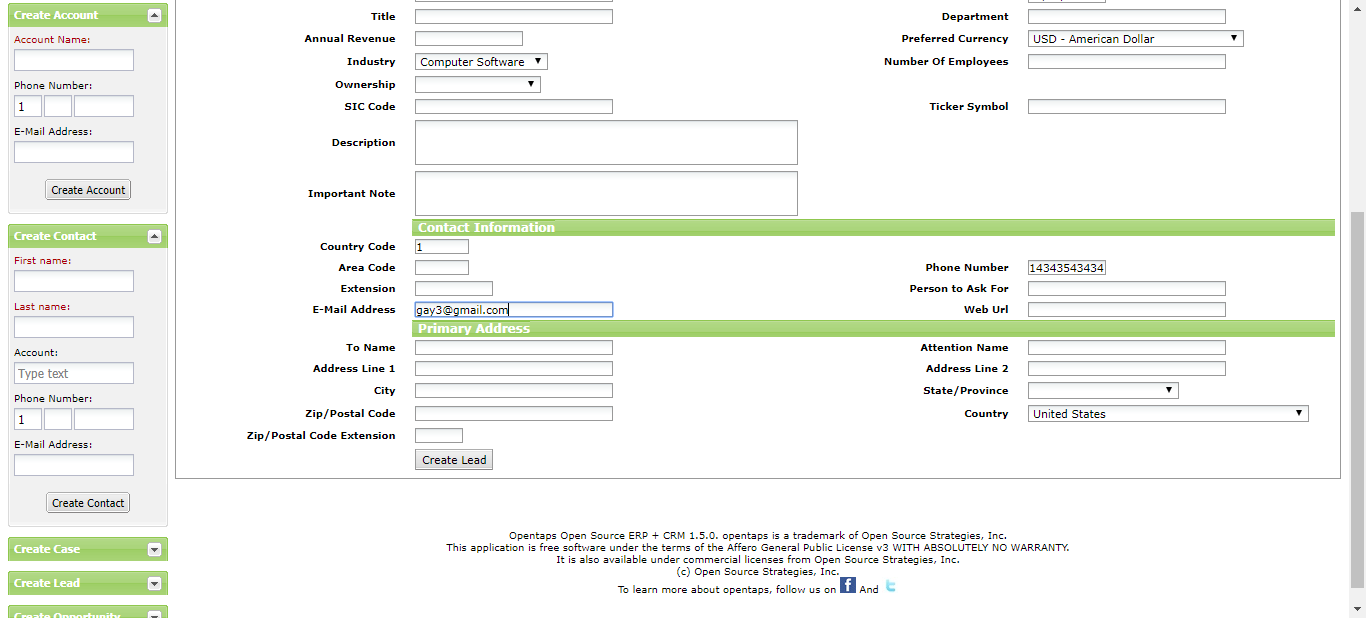 Create Account
Account Name:
Phone Number:
1
E-Mail Address:
Create Account
Create Contact
First name:
Last name:
Account:
Type text
Phone Number:
1
E-Mail Address:
Create Contact
Create Case
Create Lead
Create Opportunity
Title Department
Annual Revenue Preferred Currency USD - American Dollar
Industry Computer Software Number Of Employees
Ownership
SIC Code Ticker Symbol
Description
Important Note
Contact Information
Country Code 1
Area Code Phone Number 14343543434
Extension Person to Ask For
E-Mail Address gay3@gmail.com Web Url
Primary Address
To Name Attention Name
Address Line 1 Address Line 2
City State/Province
Zip/Postal Code Country United States
Zip/Postal Code Extension
Create Lead
Opentaps Open Source ERP + CRM 1.5.0. opentaps is a trademark of Open Source Strategies, Inc.
This application is free software under the terms of the Affero General Public License v3 WITH ABSOLUTELY NO WARRANTY.
It is also available under commercial licenses from Open Source Strategies, Inc.
(c) Open Source Strategies, Inc.
To learn more about opentaps, follow us on f And t